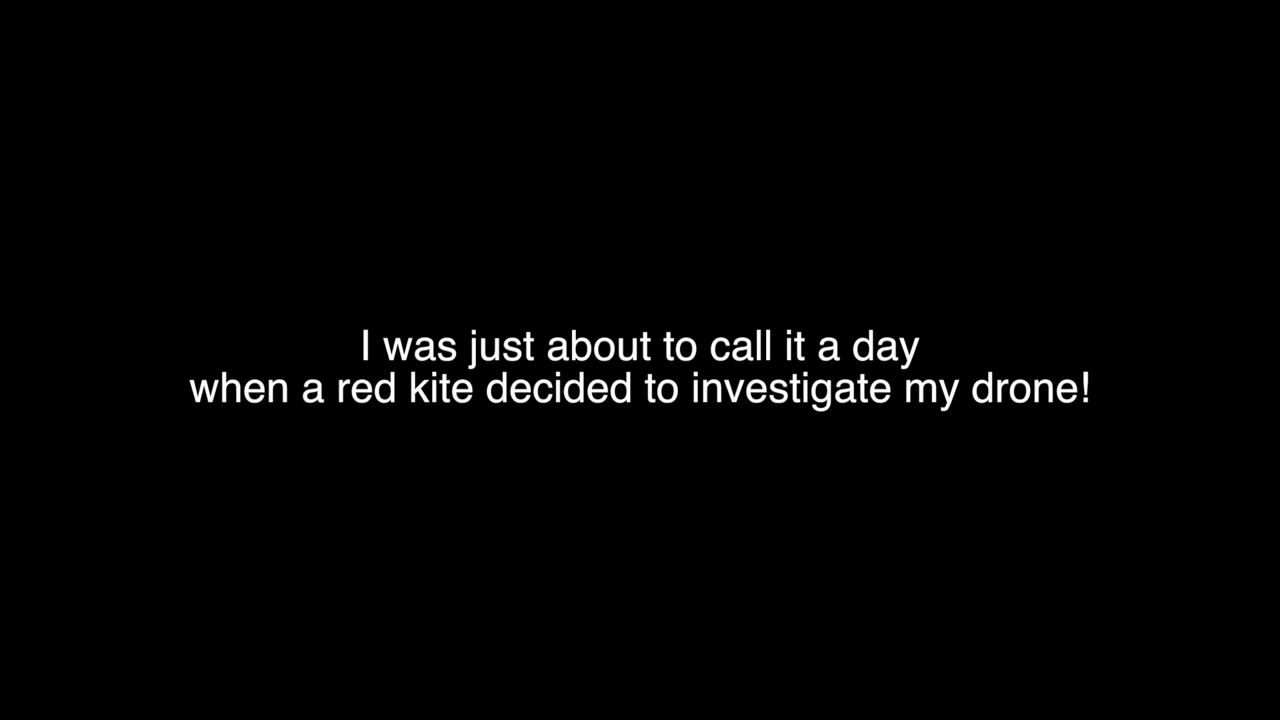 I was just about to call it a day
when a red kite decided to investigate my drone!